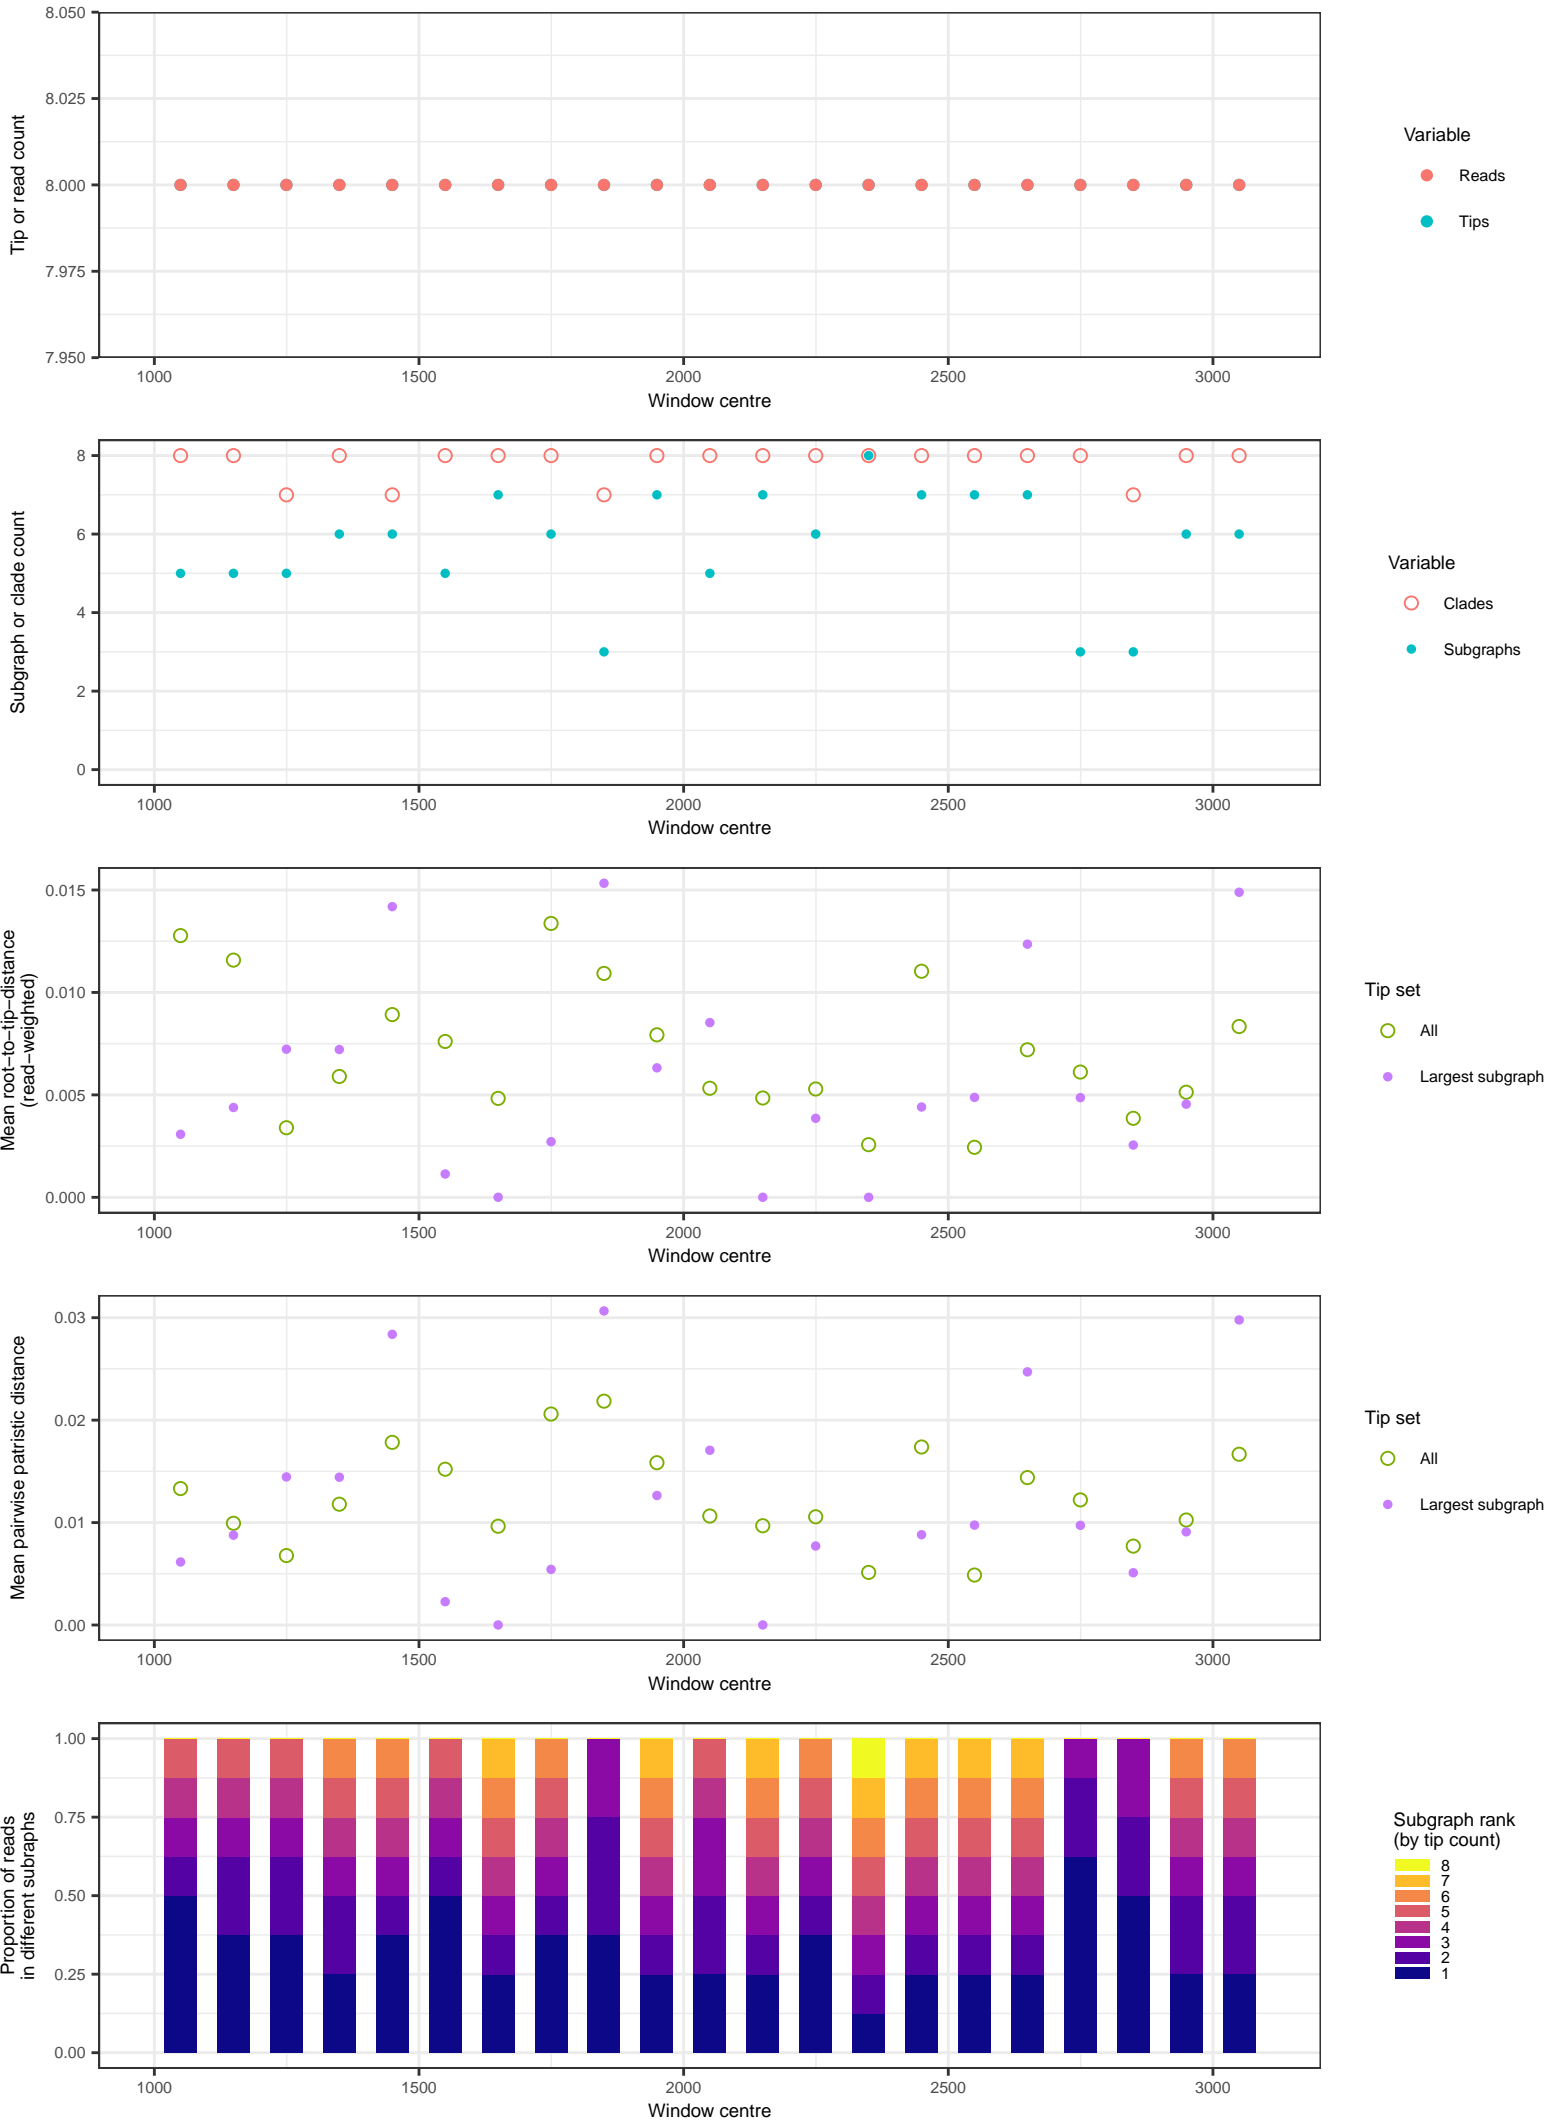 8.050
8.025
8.000
7.975
7.950
Tip or read count
1000 1500 2000 2500 3000
Window centre
Variable
Reads
Tips
8
6
4
2
0
Subgraph or clade count
1000 1500 2000 2500 3000
Window centre
Variable
Clades
Subgraphs
0.015
0.010
0.005
0.000
Mean root−to−tip−distance
(read−weighted)
1000 1500 2000 2500 3000
Window centre
Tip set
All
Largest subgraph
0.03
0.02
0.01
0.00
Mean pairwise patristic distance
1000 1500 2000 2500 3000
Window centre
Tip set
All
Largest subgraph
1.00
0.75
0.50
0.25
0.00
Proportion of reads
in different subgraphs
1000 1500 2000 2500 3000
Window centre
Subgraph rank
(by tip count)
8
7
6
5
4
3
2
1